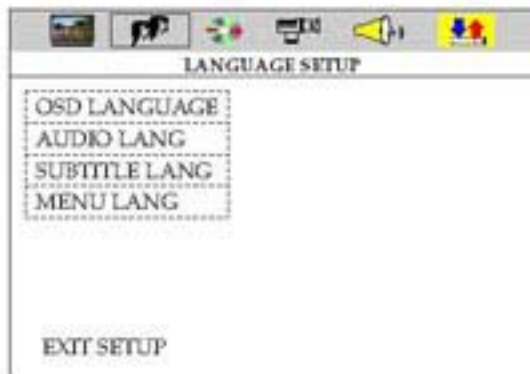 LANGUAGE SETUP
OSD LANGUAGE
AUDIO LANG
SUBTITLE LANG
MENU LANG
EXIT SETUP